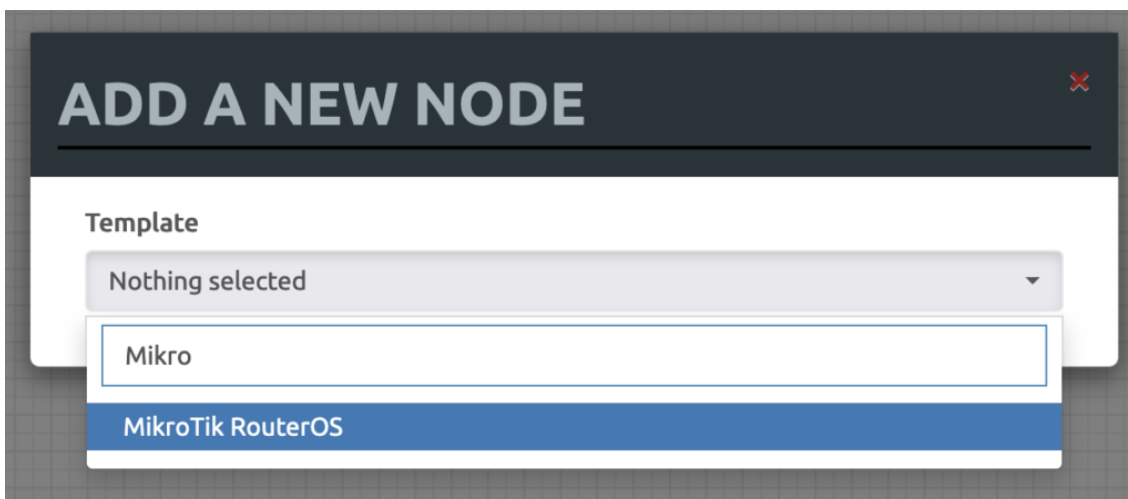 ADD A NEW NODE
Template
Nothing selected
Mikro
MikroTik RouterOS